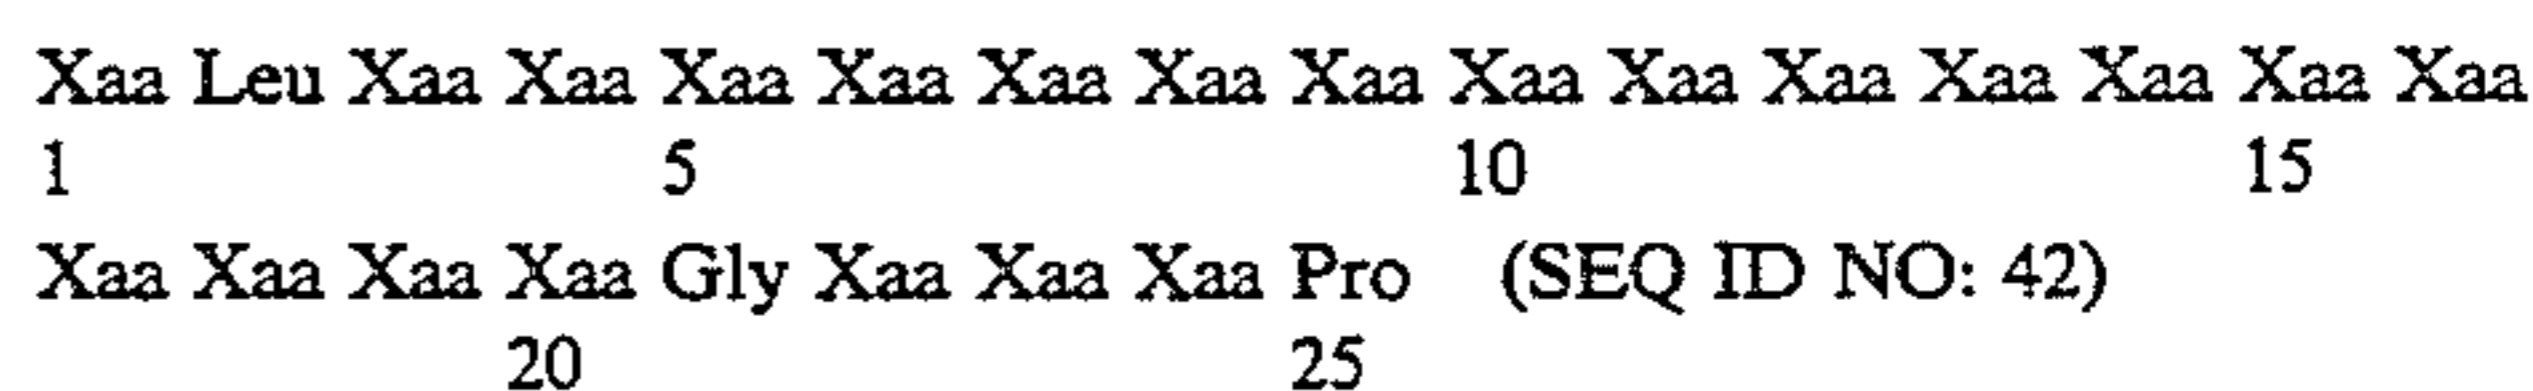 Xaa Leu Xaa Xaa Xaa Xaa Xaa Xaa Xaa Xaa Xaa Xaa Xaa Xaa Xaa Xaa
1 5 10 15
Xaa Xaa Xaa Xaa Gly Xaa Xaa Xaa Pro (SEQ ID NO: 42)
20 25